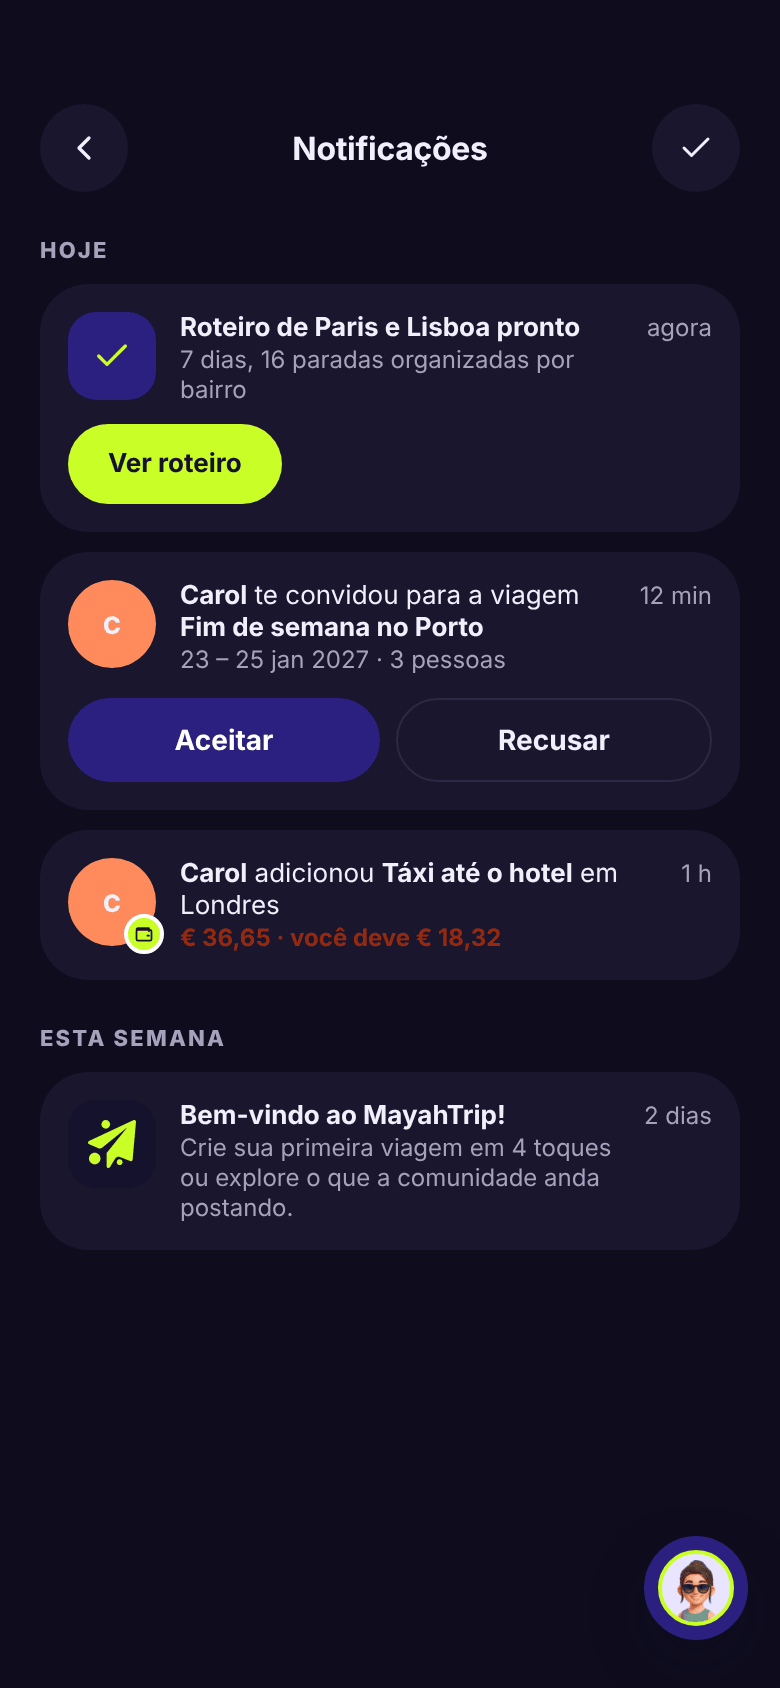 Notificações
HOJE
Roteiro de Paris e Lisboa pronto
agora
7 dias, 16 paradas organizadas por
bairro
Ver roteiro
Carol te convidou para a viagem
12 min
Fim de semana no Porto
23 – 25 jan 2027 · 3 pessoas
Aceitar
Recusar
C
Carol adicionou Táxi até o hotel em
1 h
Londres
€ 36,65 · você deve € 18,32
C
ESTA SEMANA
Bem-vindo ao MayahTrip!
2 dias
Crie sua primeira viagem em 4 toques
ou explore o que a comunidade anda
postando.